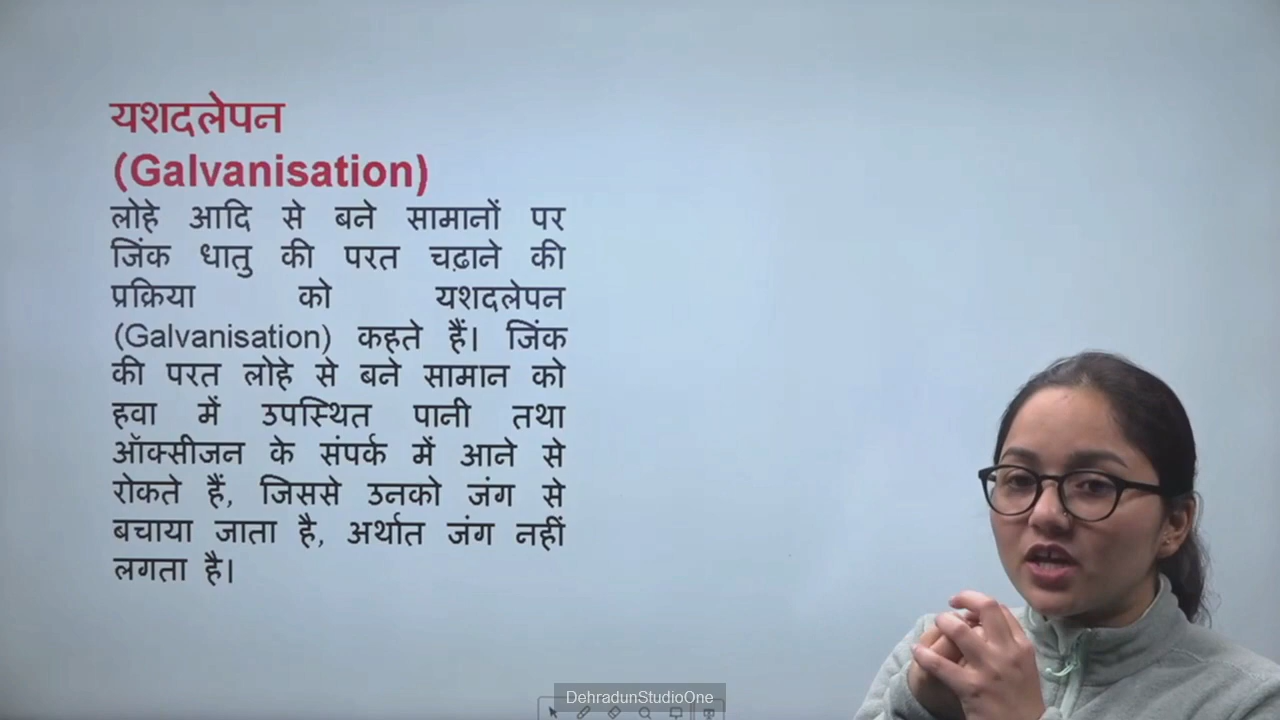 यशदलेपन
(Galvanisation)
लोहे आदि से बने सामानों पर
जिंक धातु की परत चढ़ाने की
प्रक्रिया को यशदलेपन
(Galvanisation) कहते हैं। जिंक
की परत लोहे से बने सामान को
हवा में उपस्थित पानी तथा
ऑक्सीजन के संपर्क में आने से
रोकते हैं, जिससे उनको जंग से
बचाया जाता है, अर्थात जंग नहीं
लगता है।
DehradunStudioOne